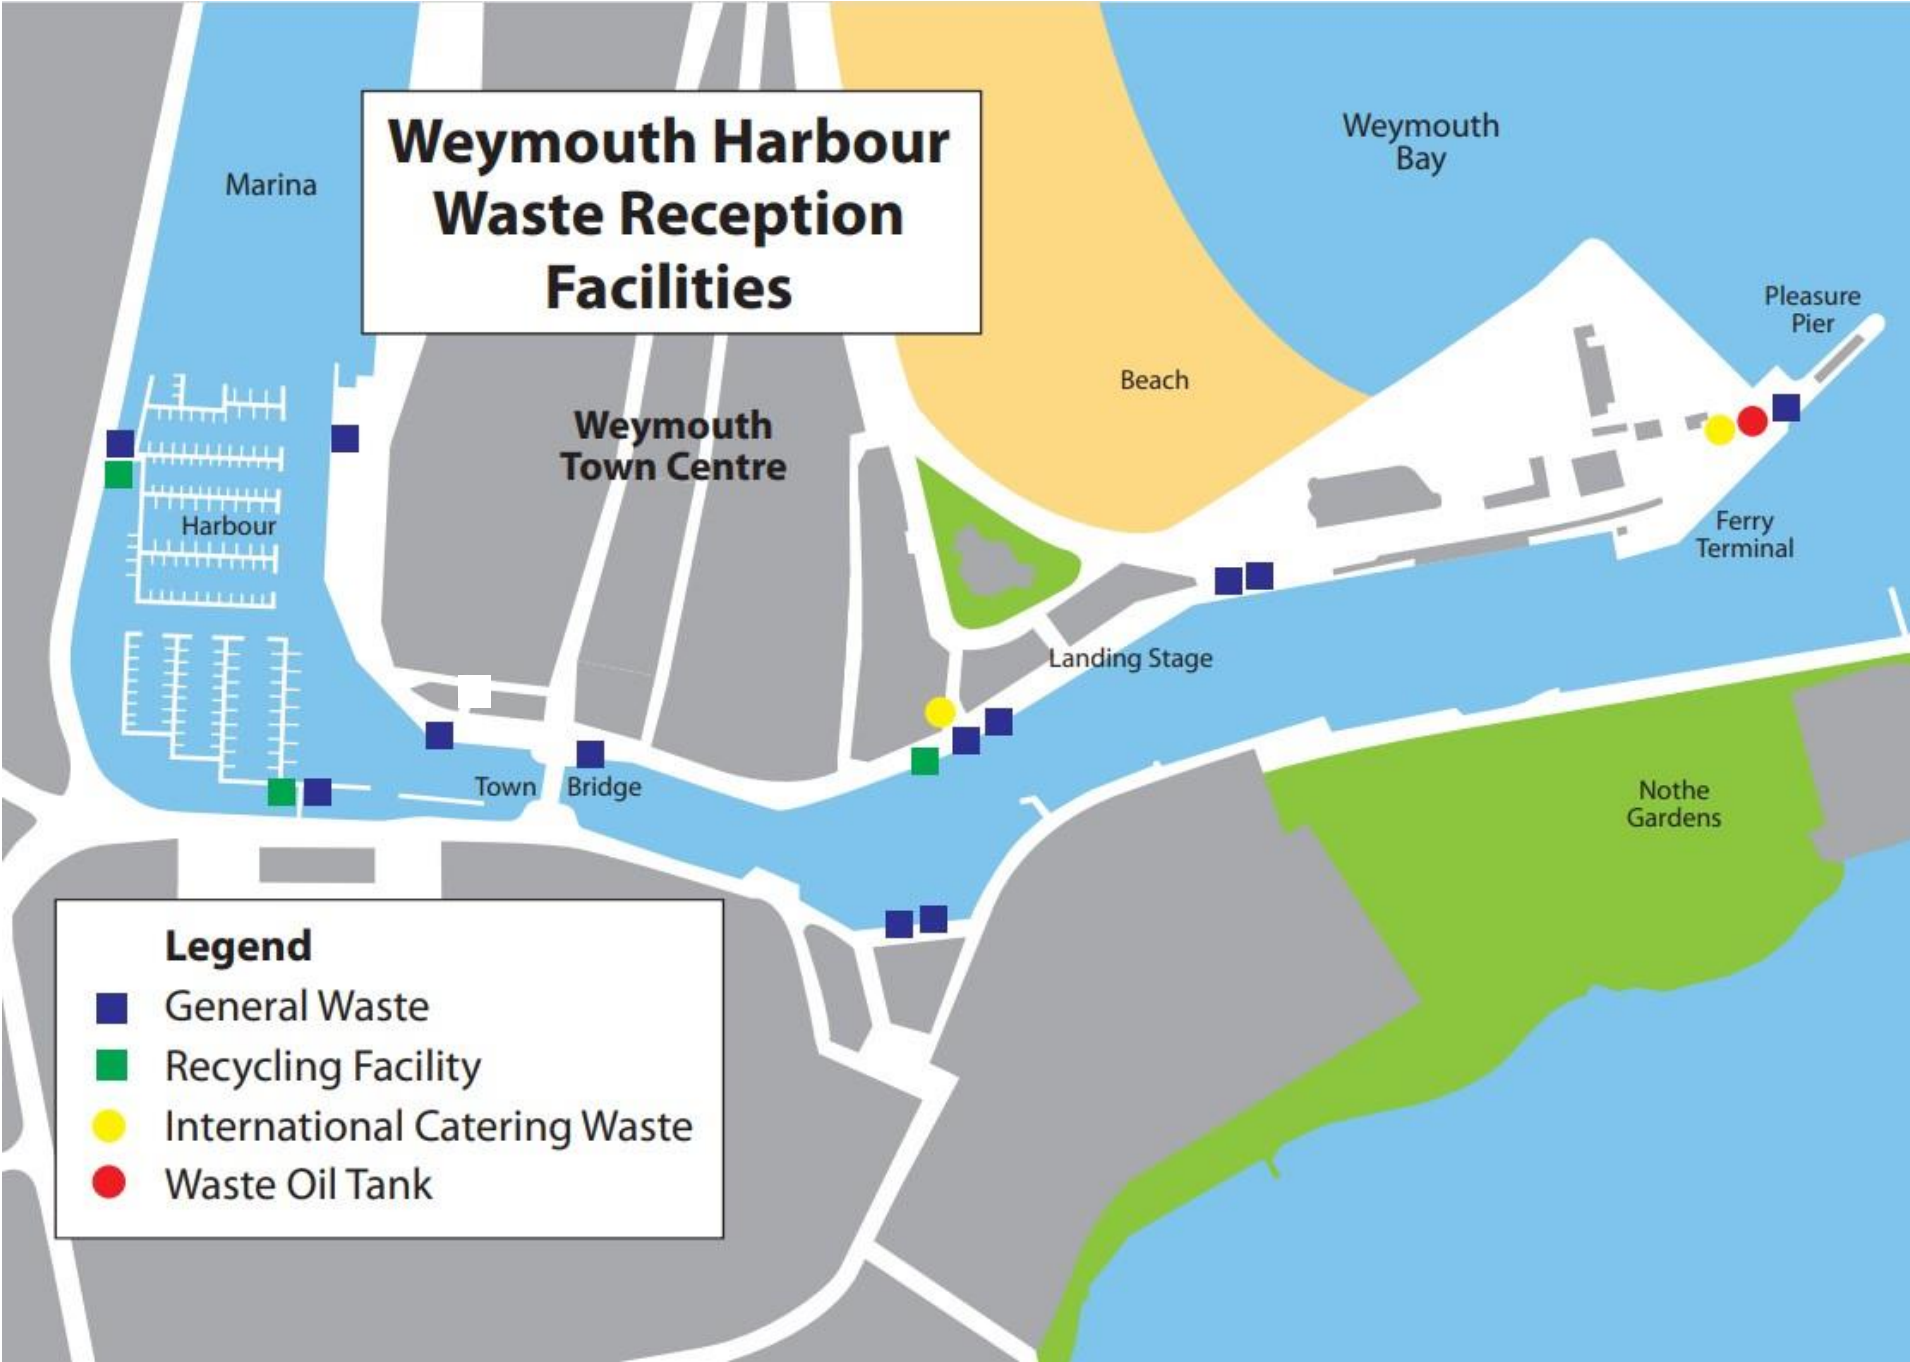 Weymouth Harbour
Waste Reception
Facilities
Marina
Weymouth
Bay
Pleasure
Pier
Beach
Weymouth
Town Centre
Harbour
Ferry
Terminal
Landing Stage
Town Bridge
Nothe
Gardens
Legend
General Waste
Recycling Facility
International Catering Waste
Waste Oil Tank